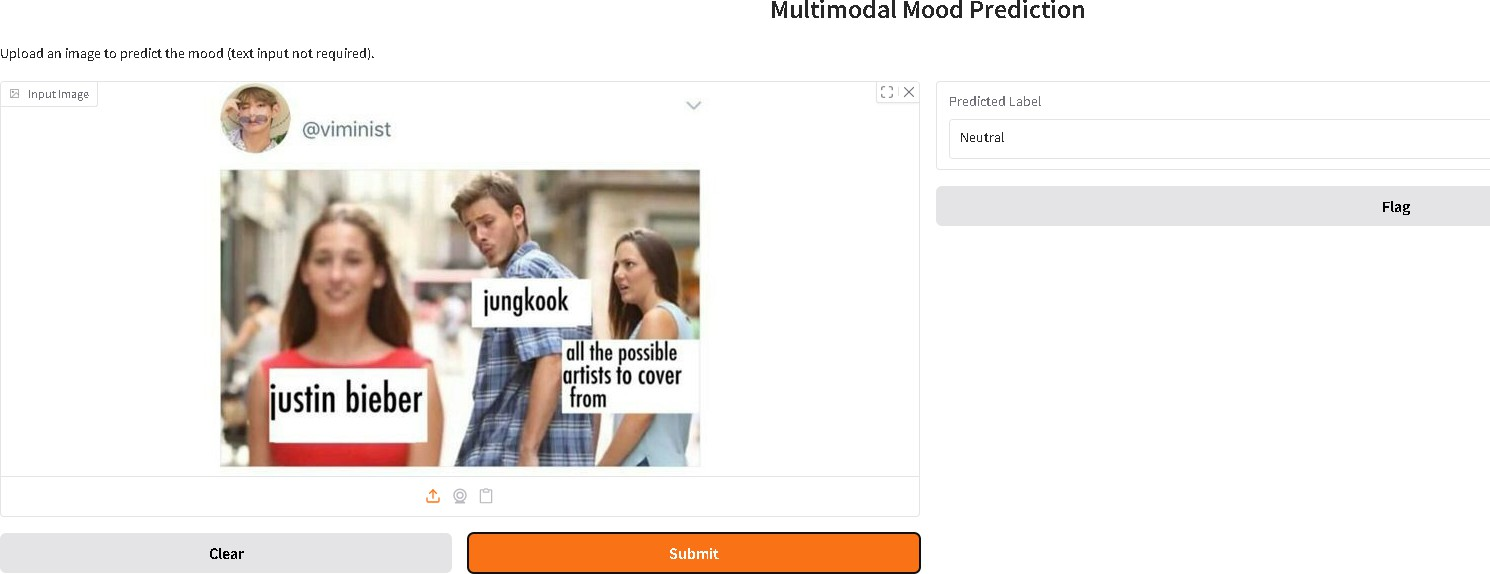 Multimodal Mood Prediction
Upload an image to predict the mood (text input not required).
Input Image
@viminist
jungkook
all the possible
artists to cover
from
justin bieber
Clear
Submit
Predicted Label
Neutral
Flag